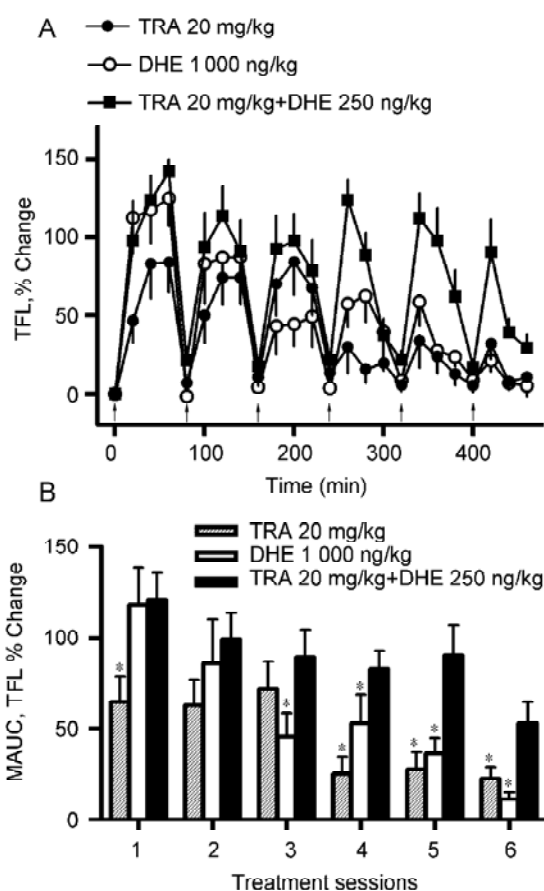 A
TRA 20 mg/kg
DHE 1 000 ng/kg
TRA 20 mg/kg+DHE 250 ng/kg
150
100
50
0
TFL, % Change
0 100 200 300 400
Time (min)
B
TRA 20 mg/kg
DHE 1 000 ng/kg
TRA 20 mg/kg+DHE 250 ng/kg
150
100
50
0
MAUC, TFL % Change
* * * * * * * *
1 2 3 4 5 6
Treatment sessions